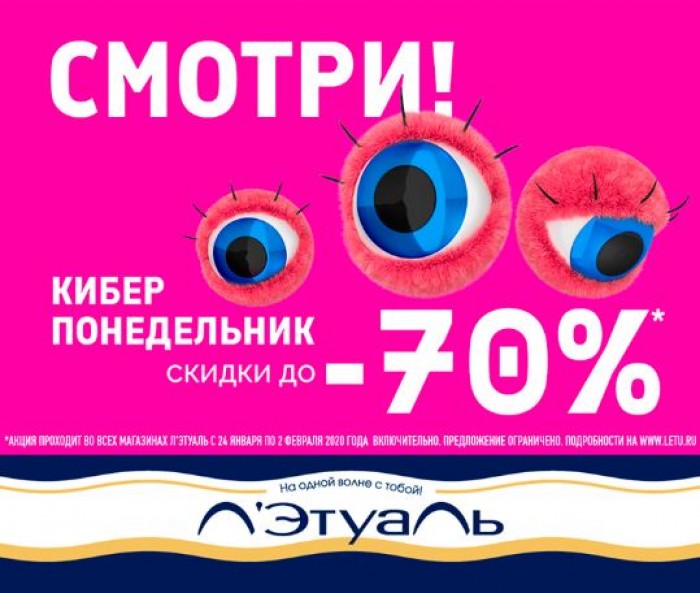 СМОТРИ!
КИБЕР
ПОНЕДЕЛЬНИК
СКИДКИ ДО -70%*
*АКЦИЯ ПРОХОДИТ ВО ВСЕХ МАГАЗИНАХ Л'ЭТУАЛЬ С 24 ЯНВАРЯ ПО 2 ФЕВРАЛЯ 2020 ГОДА ВКЛЮЧИТЕЛЬНО. ПРЕДЛОЖЕНИЕ ОГРАНИЧЕНО. ПОДРОБНОСТИ НА WWW.LETU.RU
На одной волне с тобой!
Л'Этуаль